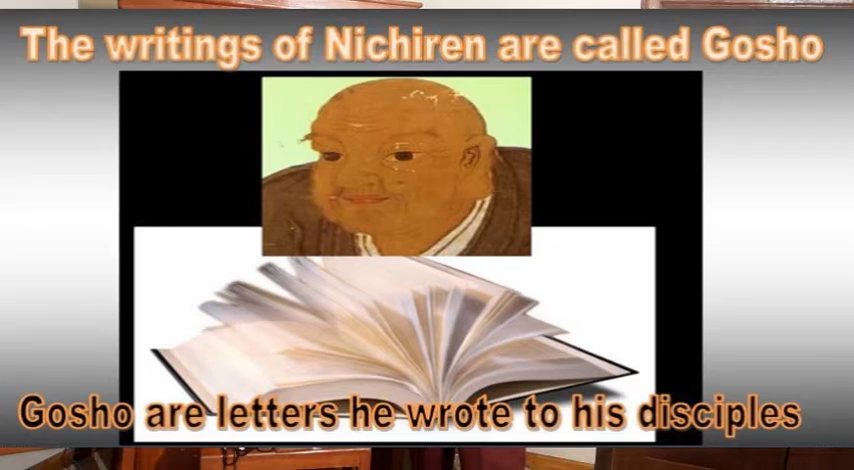 The writings of Nichiren are called Gosho
Gosho are letters he wrote to his disciples